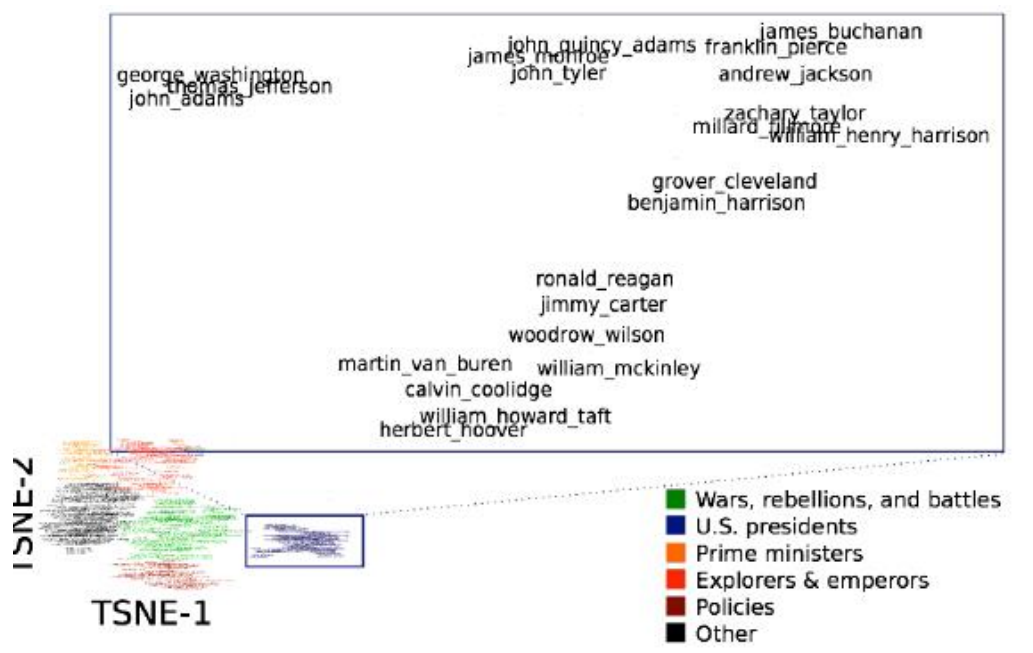 james_buchanan
john_quincy_adams franklin_pierce
james_monroe
john_tyler andrew_jackson
george_washington
thomas_jefferson
john_adams
zachary_taylor
millard_fillmore
william_henry_harrison
grover_cleveland
benjamin_harrison
ronald_reagan
jimmy_carter
woodrow_wilson
martin_van_buren william_mckinley
calvin_coolidge
william_howard_taft
herbert_hoover
TSNE-2
TSNE-1
Wars, rebellions, and battles
U.S. presidents
Prime ministers
Explorers & emperors
Policies
Other